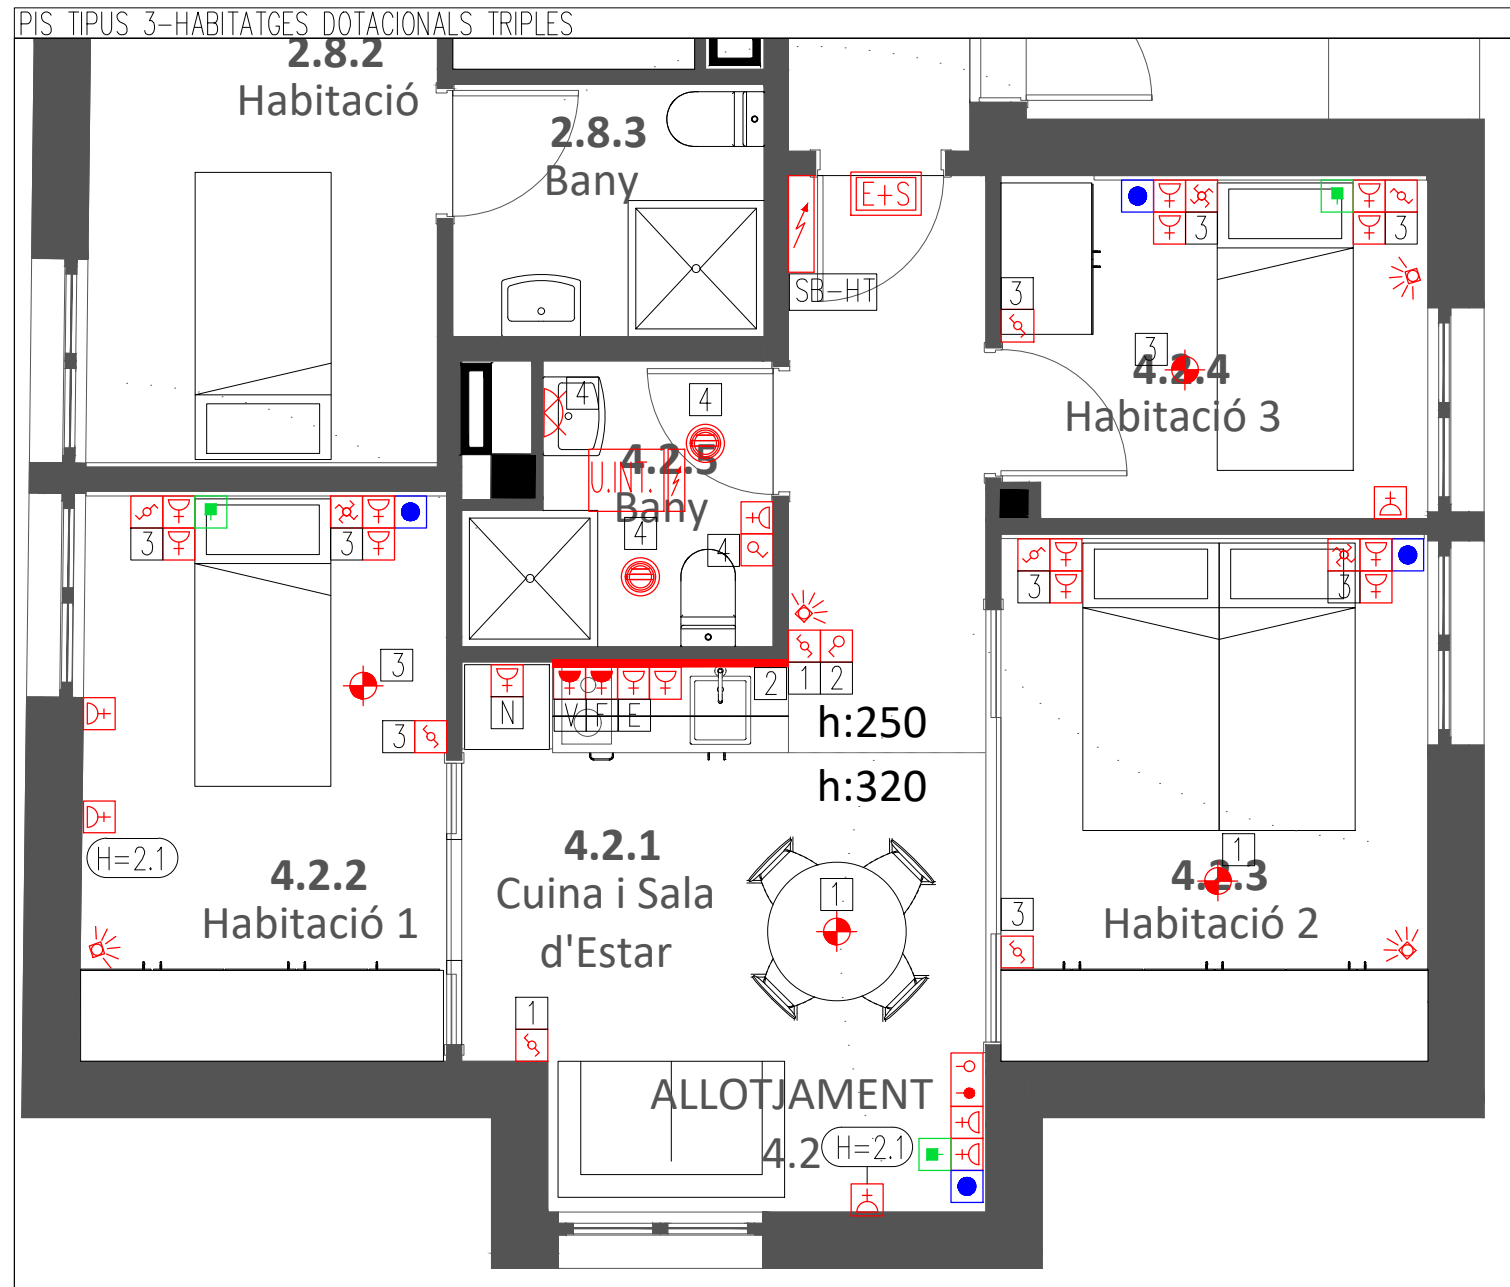 PIS TIPUS 3-HABITATGES DOTACIONALS TRIPLES
2.8.2
Habitació
2.8.3
Bany
E+S
SB-HT
3
3
3
3
4.2.4
Habitació 3
4
4
4.2.5
U.INT.
Bany
4
4
3
3
3
3
3
3
N
V
F
E
2
1
2
h:250
h:320
4.2.1
Cuina i Sala
d'Estar
H=2.1
4.2.2
Habitació 1
1
1
4.2.3
Habitació 2
3
1
ALLOTJAMENT
4.2
H=2.1